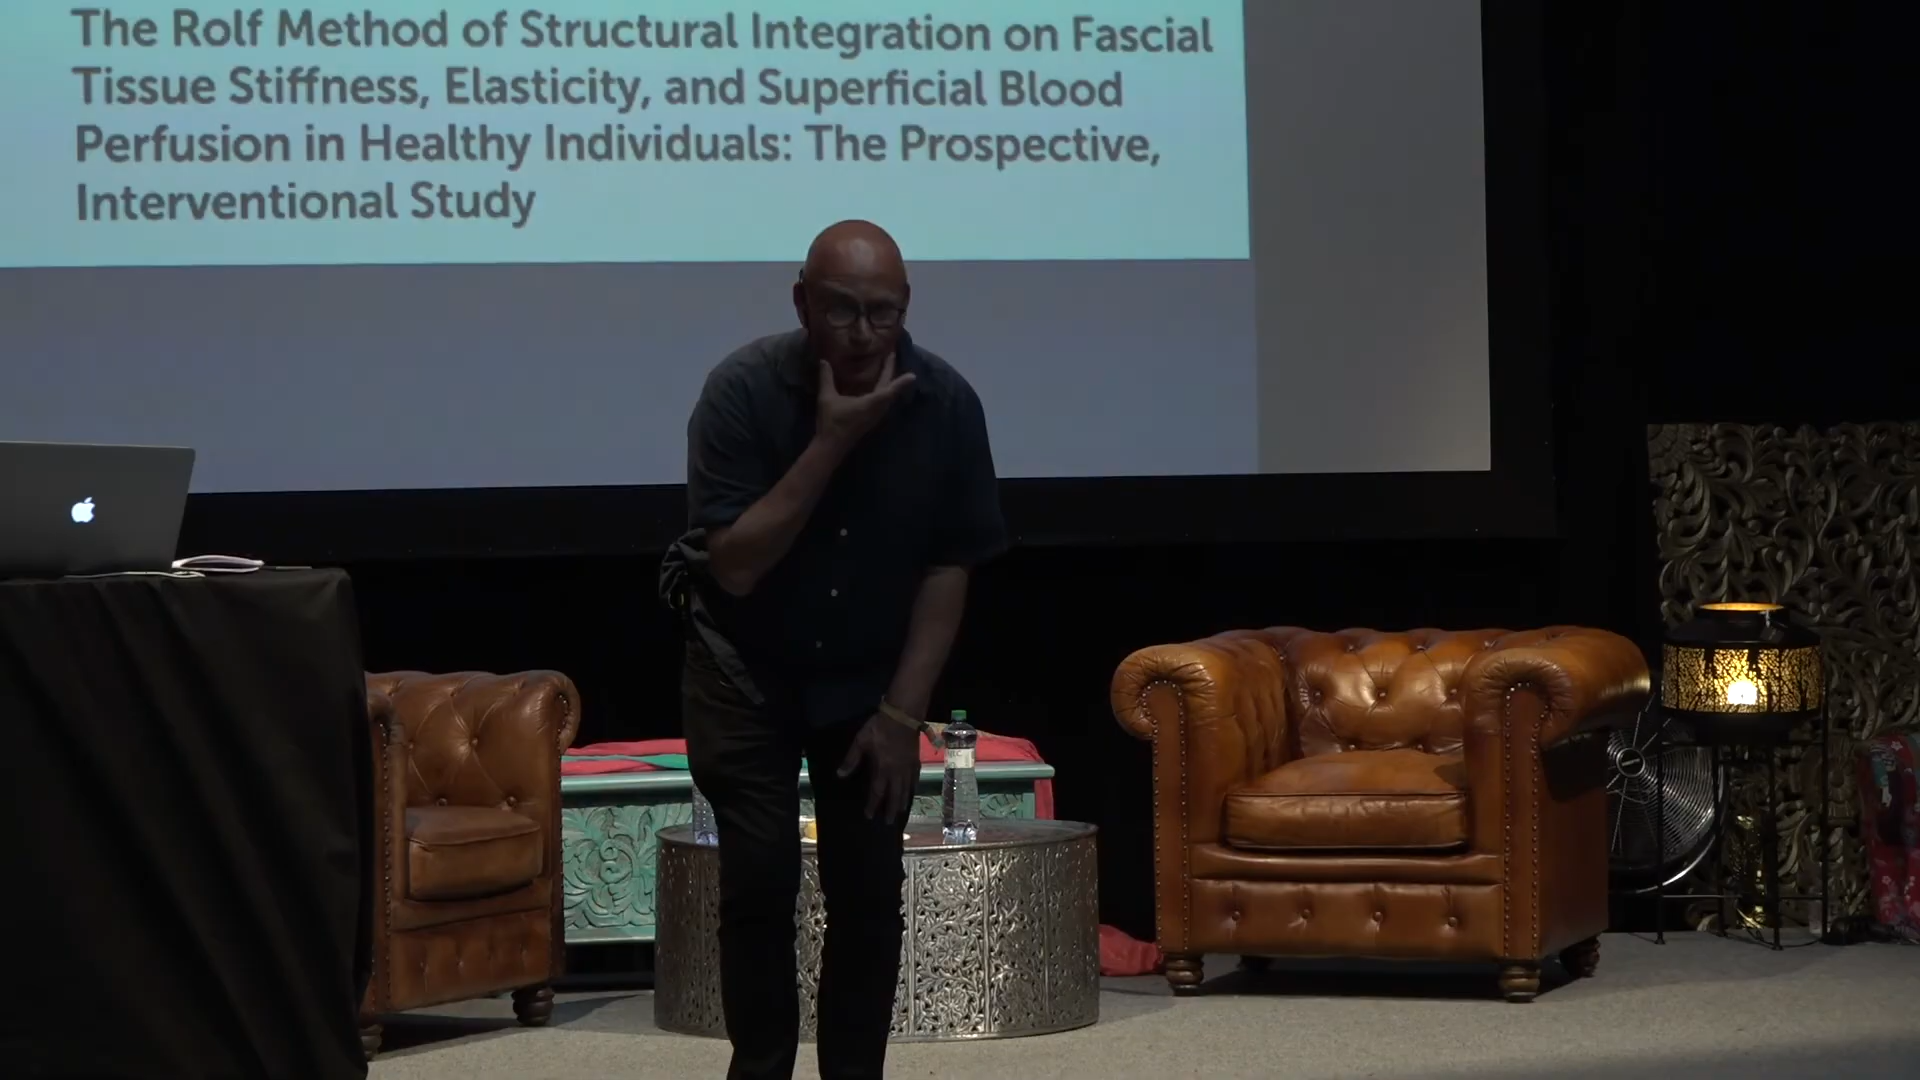 The Rolf Method of Structural Integration on Fascial
Tissue Stiffness, Elasticity, and Superficial Blood
Perfusion in Healthy Individuals: The Prospective,
Interventional Study